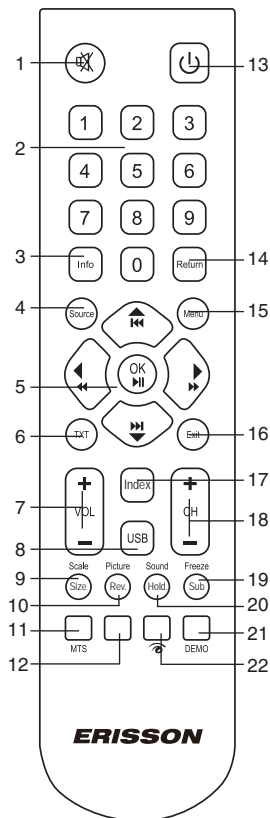 1
13
1 2 3
2
4 5 6
7 8 9
3
Info 0 Return
14
4
Source Menu
15
5
OK
6
TXT Exit
16
Index
17
+ +
7
VOL CH
18
− −
8
USB
Scale Picture Sound Freeze
9
Size Rev. Hold. Sub
19
10
20
11
MTS DEMO
21
12
22
ERISSON